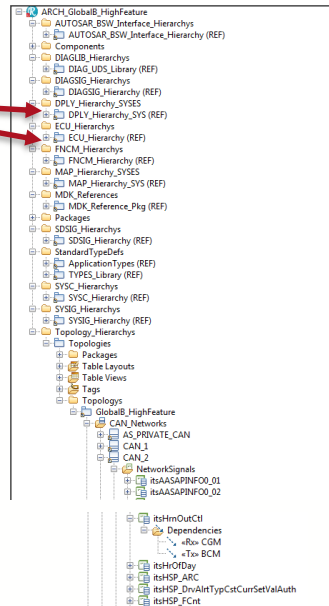 ARCH_GlobalB_HighFeature
AUTOSAR_BSW_Interface_Hierarchys
AUTOSAR_BSW_Interface_Hierarchy (REF)
Components
DIAGLIB_Hierarchys
DIAG_UDS_Library (REF)
DIAGSIG_Hierarchys
DIAGSIG_Hierarchy (REF)
DPLY_Hierarchy_SYSES
DPLY_Hierarchy_SYS (REF)
ECU_Hierarchys
ECU_Hierarchy (REF)
FNCM_Hierarchys
FNCM_Hierarchy (REF)
MAP_Hierarchy_SYSES
MAP_Hierarchy_SYS (REF)
MDK_References
MDK_Reference_Pkg (REF)
Packages
SDSIG_Hierarchys
SDSIG_Hierarchy (REF)
StandardTypeDefs
ApplicationTypes (REF)
TYPES_Library (REF)
SYSC_Hierarchys
SYSC_Hierarchy (REF)
SYSIG_Hierarchys
SYSIG_Hierarchy (REF)
Topology_Hierarchys
Topologies
Packages
Table Layouts
Table Views
Tags
Topologys
GlobalB_HighFeature
CAN_Networks
AS_PRIVATE_CAN
CAN_1
CAN_2
NetworkSignals
itsAASAPINFO0_01
itsAASAPINFO0_02
itsHrnOutCtl
Dependencies
«Rx» CGM
«Tx» BCM
itsHrOfDay
itsHSP_ARC
itsHSP_DrvAlrtTypCstCurrSetValAuth
itsHSP_FCnt